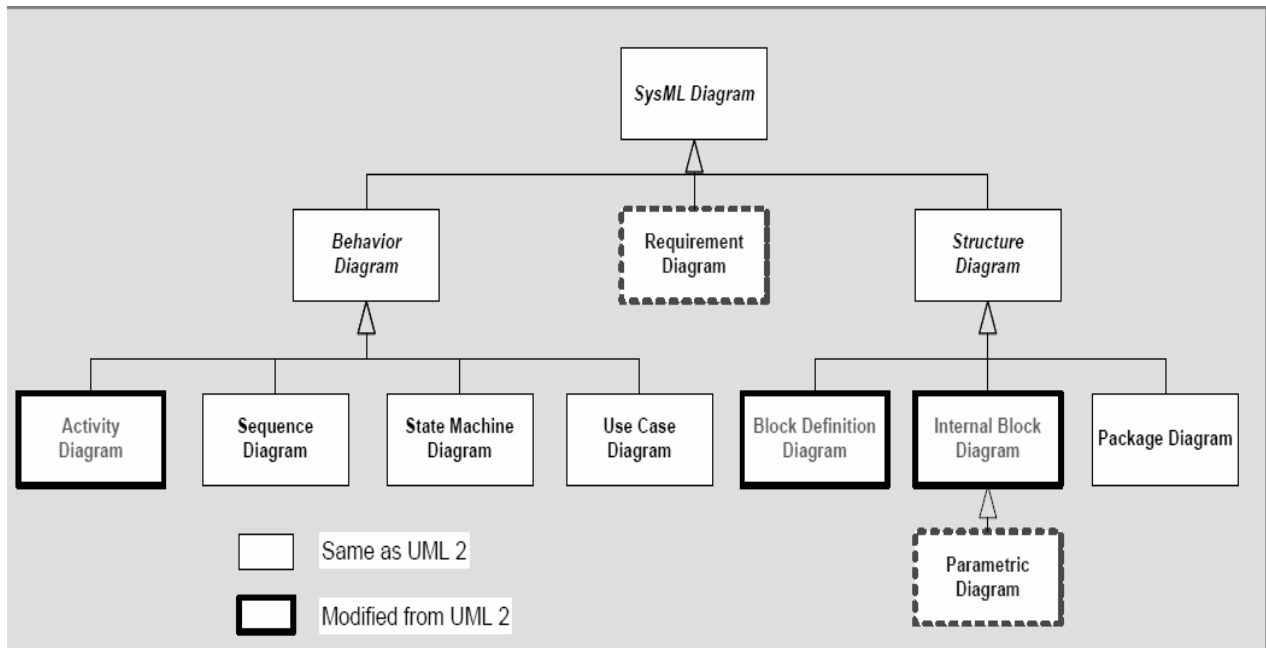 SysML Diagram
Behavior
Diagram
Requirement
Diagram
Structure
Diagram
Activity
Diagram
Sequence
Diagram
State Machine
Diagram
Use Case
Diagram
Block Definition
Diagram
Internal Block
Diagram
Package Diagram
Parametric
Diagram
Same as UML 2
Modified from UML 2